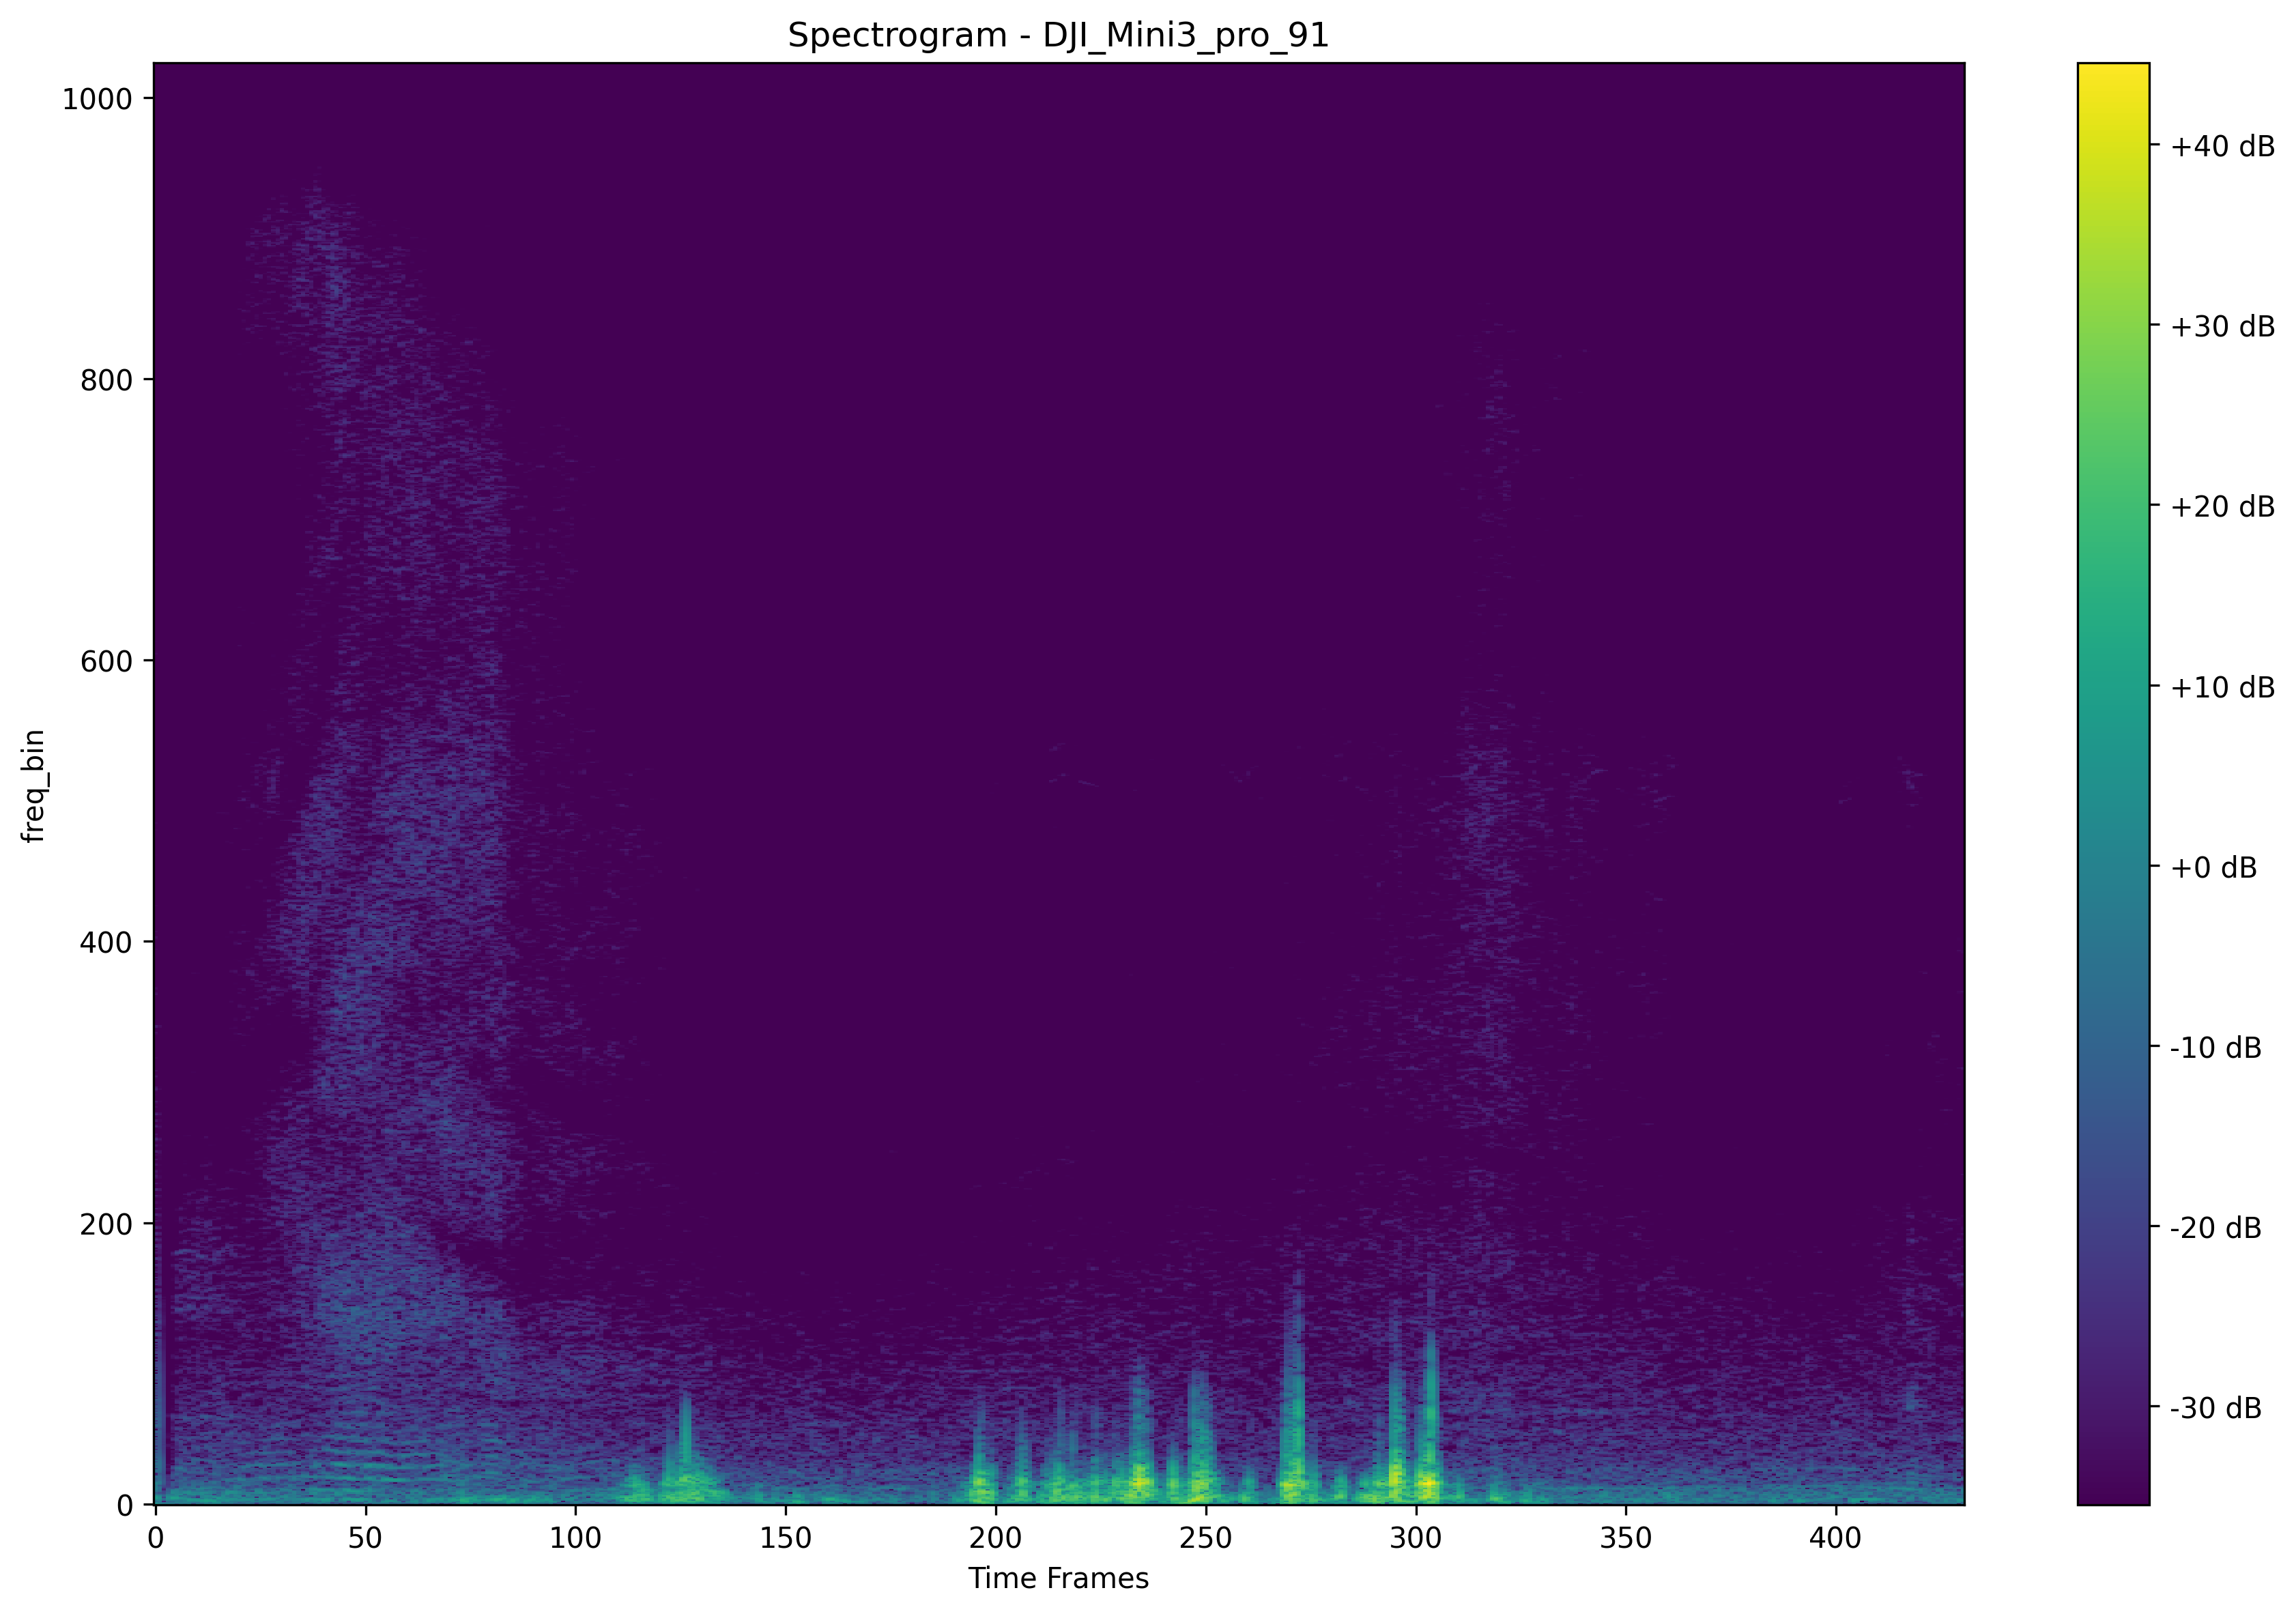 Spectrogram - DJI_Mini3_pro_91
1000
800
600
400
200
0
freq_bin
0 50 100 150 200 250 300 350 400
Time Frames
+40 dB
+30 dB
+20 dB
+10 dB
+0 dB
-10 dB
-20 dB
-30 dB